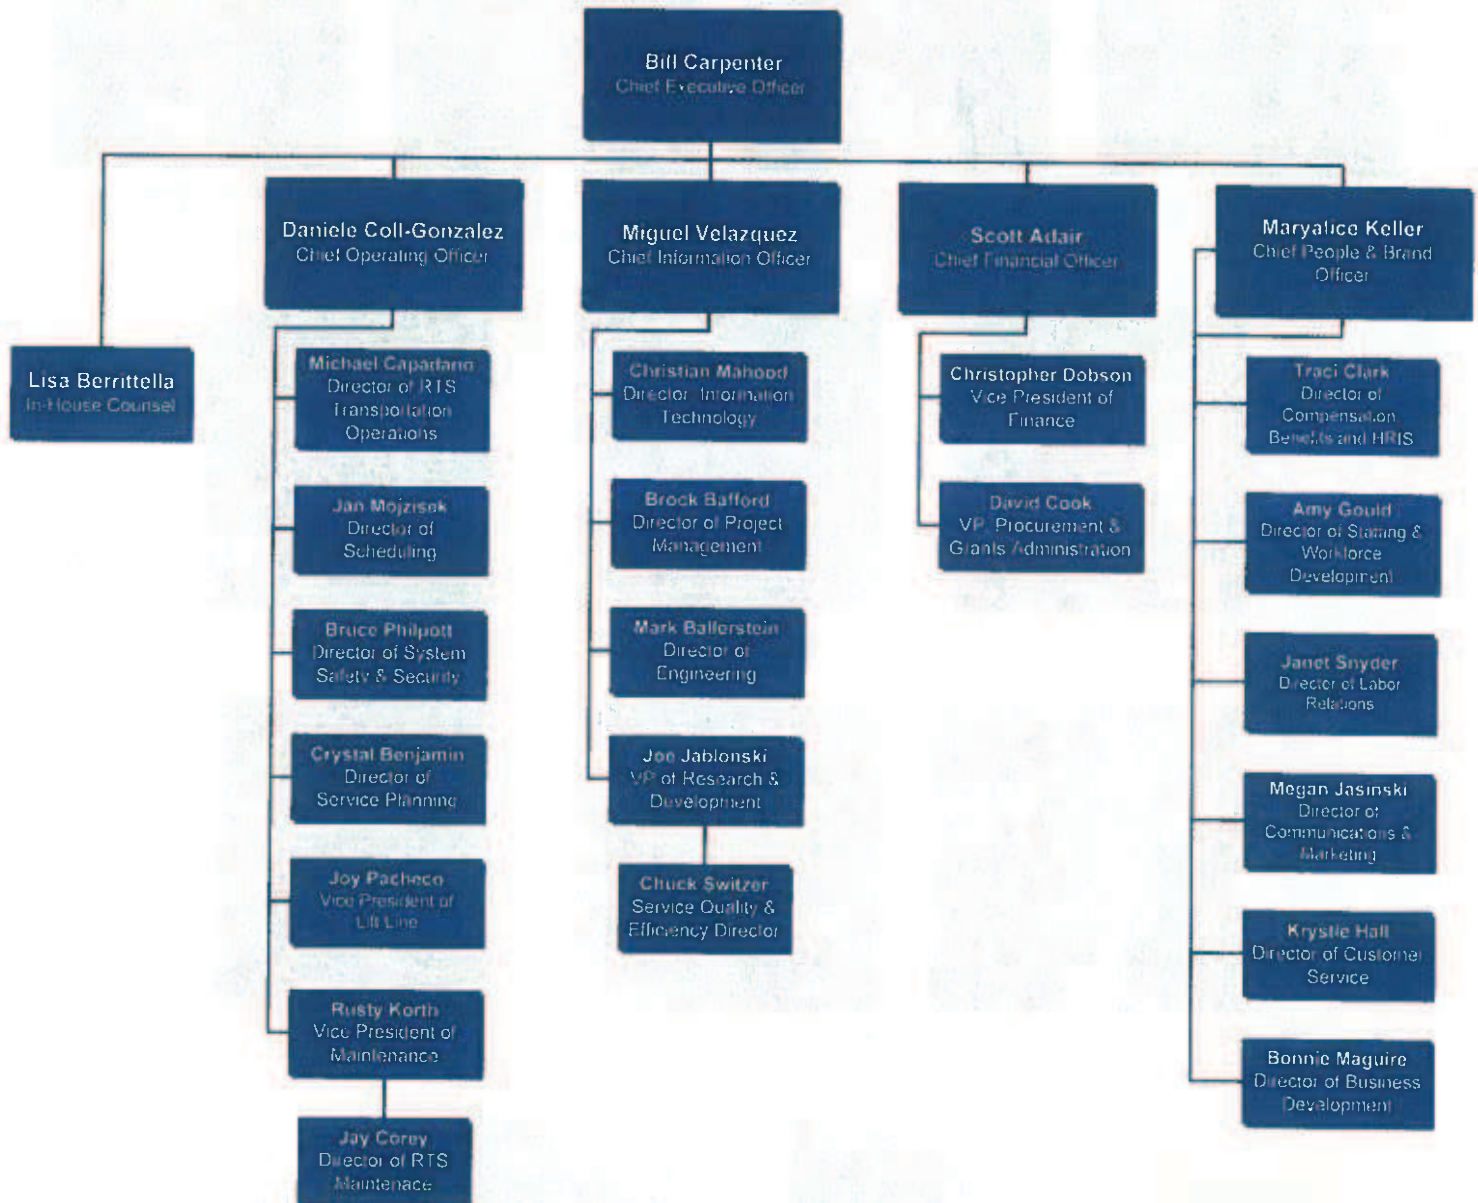 Bill Carpenter
Chief Executive Officer
Daniele Coll-Gonzalez
Chief Operating Officer
Miguel Velazquez
Chief Information Officer
Scott Adair
Chief Financial Officer
Maryalice Keller
Chief People & Brand
Officer
Lisa Berrittella
In-House Counsel
Michael Capadano
Director of RTS
Transportation
Operations
Jan Mojzisek
Director of
Scheduling
Bruce Philpott
Director of System
Safety & Security
Crystal Benjamin
Director of
Service Planning
Joy Pacheco
Vice President of
Lift Line
Rusty Korth
Vice President of
Maintenance
Jay Corey
Director of RTS
Maintenace
Christian Mahood
Director, Information
Technology
Brock Bafford
Director of Project
Management
Mark Ballerstein
Director of
Engineering
Joe Jablonski
VP of Research &
Development
Chuck Switzer
Service Quality &
Efficiency Director
Christopher Dobson
Vice President of
Finance
David Cook
VP, Procurement &
Grants Administration
Traci Clark
Director of
Compensation
Benefits and HRIS
Amy Gould
Director of Staffing &
Workforce
Development
Janet Snyder
Director of Labor
Relations
Megan Jasinski
Director of
Communications &
Marketing
Krystle Hall
Director of Customer
Service
Bonnie Maguire
Director of Business
Development